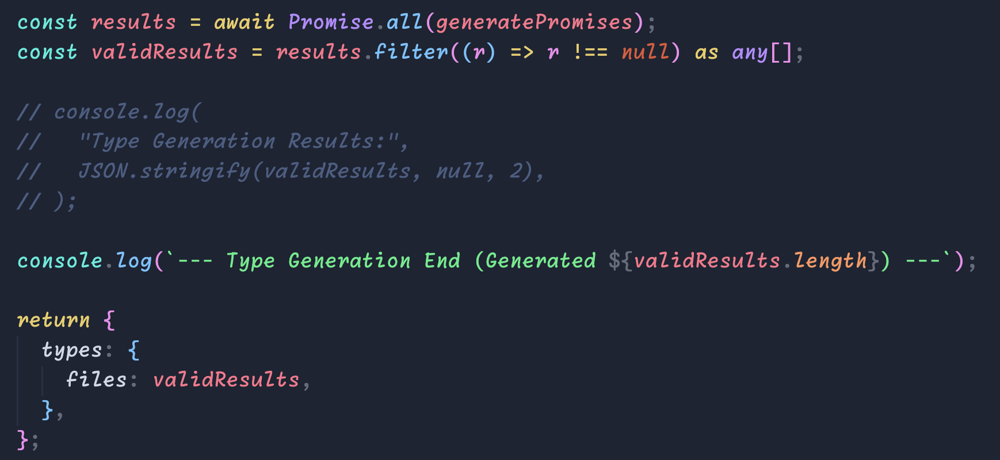 const results = await Promise.all(generatePromises);
const validResults = results.filter((r) => r !== null) as any[];
// console.log(
//   "Type Generation Results:",
//   JSON.stringify(validResults, null, 2),
// );
console.log(`--- Type Generation End (Generated ${validResults.length}) ---`);
return {
  types: {
    files: validResults,
  },
};